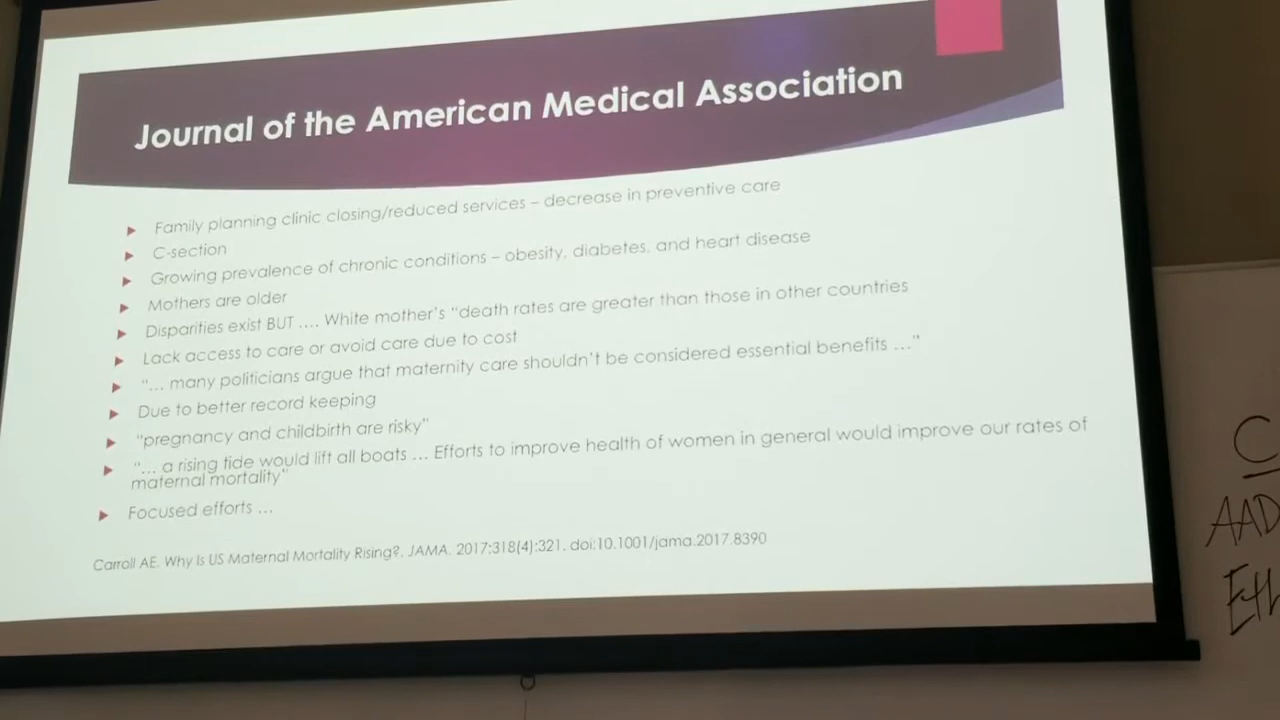 Journal of the American Medical Association
Family planning clinic closing/reduced services – decrease in preventive care
C-section
Growing prevalence of chronic conditions – obesity, diabetes, and heart disease
Mothers are older
Disparities exist BUT .... White mother's "death rates are greater than those in other countries
Lack access to care or avoid care due to cost
"... many politicians argue that maternity care shouldn't be considered essential benefits ..."
Due to better record keeping
"pregnancy and childbirth are risky"
"... a rising tide would lift all boats ... Efforts to improve health of women in general would improve our rates of
maternal mortality"
Focused efforts ...
Carroll AE. Why Is US Maternal Mortality Rising?. JAMA. 2017;318(4):321. doi:10.1001/jama.2017.8390
C
AAD